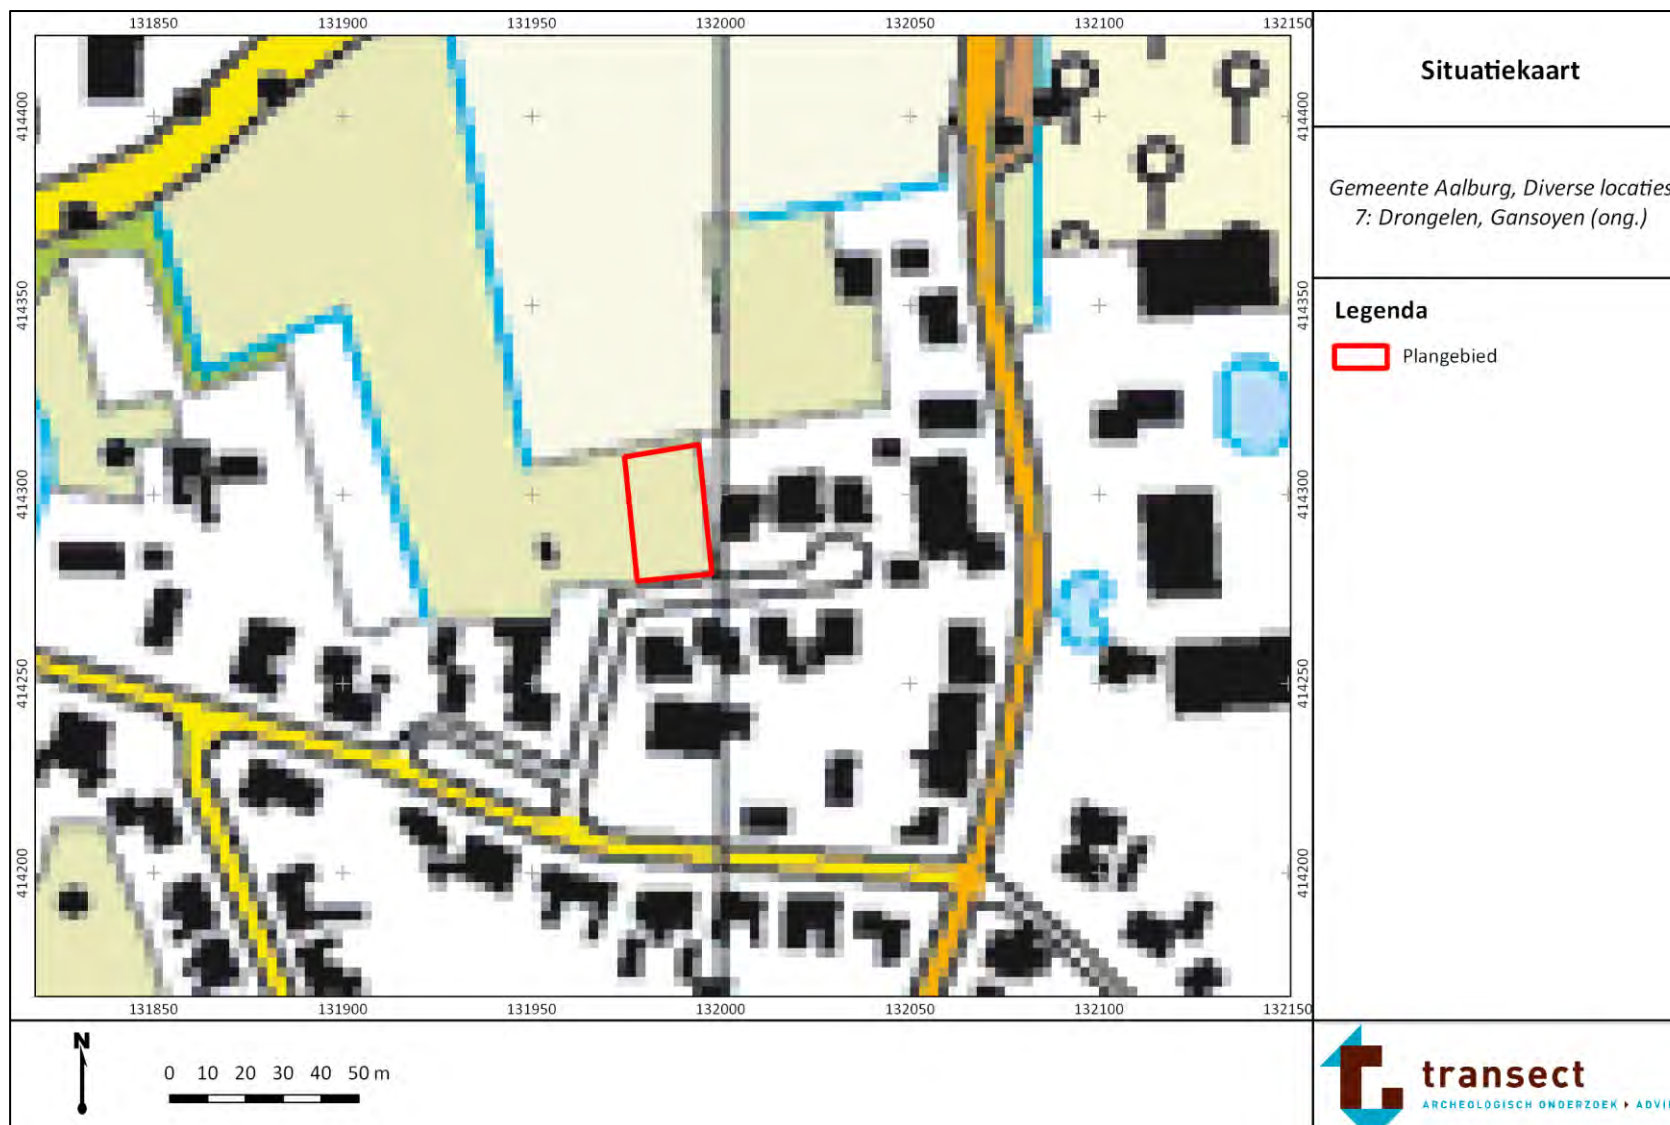 131850 131900 131950 132000 132050 132100 132150
414400 414350 414300 414250 414200
414400 414350 414300 414250 414200
131850 131900 131950 132000 132050 132100 132150
N
0 10 20 30 40 50 m
Situatiekaart
Gemeente Aalburg, Diverse locaties
7: Drongelen, Gansoyen (ong.)
Legenda
Plangebied
transect
ARCHEOLOGISCH ONDERZOEK ▸ ADVI